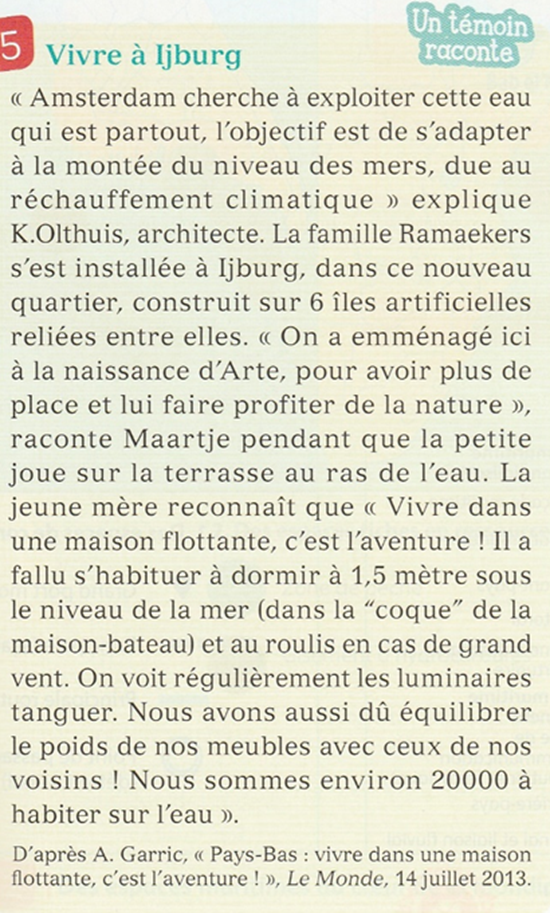 Un témoin
raconte
5 Vivre à Ijburg
« Amsterdam cherche à exploiter cette eau
qui est partout, l'objectif est de s'adapter
à la montée du niveau des mers, due au
réchauffement climatique » explique
K.Olthuis, architecte. La famille Ramaekers
s'est installée à Ijburg, dans ce nouveau
quartier, construit sur 6 îles artificielles
reliées entre elles. « On a emménagé ici
à la naissance d'Arte, pour avoir plus de
place et lui faire profiter de la nature »,
raconte Maartje pendant que la petite
joue sur la terrasse au ras de l'eau. La
jeune mère reconnaît que « Vivre dans
une maison flottante, c'est l'aventure ! Il a
fallu s'habituer à dormir à 1,5 mètre sous
le niveau de la mer (dans la "coque" de la
maison-bateau) et au roulis en cas de grand
vent. On voit régulièrement les luminaires
tanguer. Nous avons aussi dû équilibrer
le poids de nos meubles avec ceux de nos
voisins ! Nous sommes environ 20000 à
habiter sur l'eau ».
D'après A. Garric, « Pays-Bas : vivre dans une maison
flottante, c'est l'aventure ! », Le Monde, 14 juillet 2013.